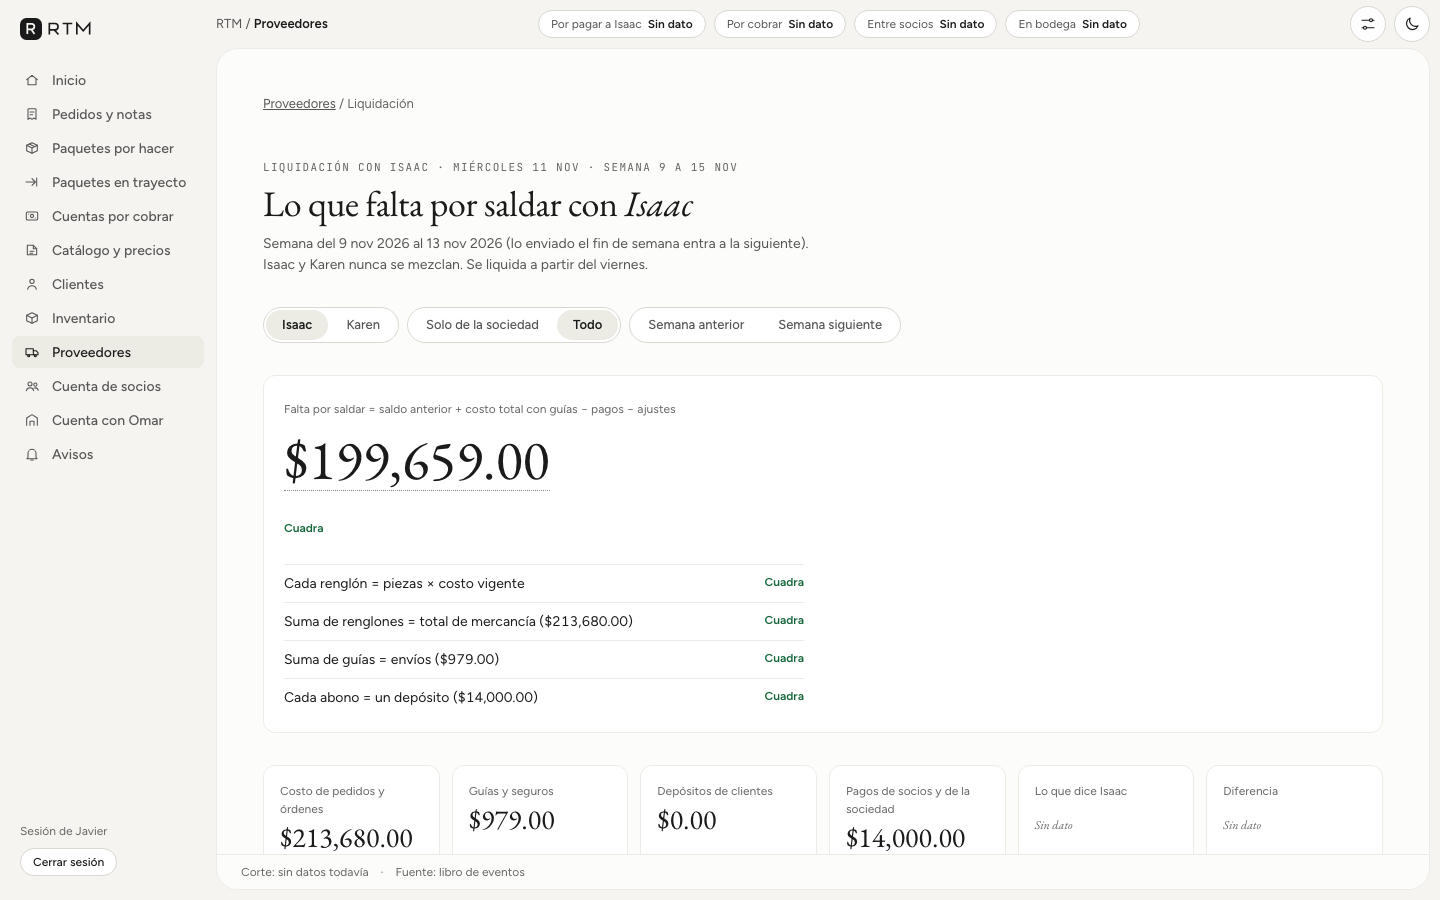 R RTM
RTM / Proveedores
Por pagar a Isaac Sin dato
Por cobrar Sin dato
Entre socios Sin dato
En bodega Sin dato
Inicio
Pedidos y notas
Paquetes por hacer
Paquetes en trayecto
Cuentas por cobrar
Catálogo y precios
Clientes
Inventario
Proveedores
Cuenta de socios
Cuenta con Omar
Avisos
Sesión de Javier
Cerrar sesión
Proveedores / Liquidación
LIQUIDACIÓN CON ISAAC · MIÉRCOLES 11 NOV · SEMANA 9 A 15 NOV
Lo que falta por saldar con Isaac
Semana del 9 nov 2026 al 13 nov 2026 (lo enviado el fin de semana entra a la siguiente).
Isaac y Karen nunca se mezclan. Se liquida a partir del viernes.
Isaac Karen
Solo de la sociedad Todo
Semana anterior Semana siguiente
Falta por saldar = saldo anterior + costo total con guías − pagos − ajustes
$199,659.00
Cuadra
Cada renglón = piezas × costo vigente Cuadra
Suma de renglones = total de mercancía ($213,680.00) Cuadra
Suma de guías = envíos ($979.00) Cuadra
Cada abono = un depósito ($14,000.00) Cuadra
Costo de pedidos y
órdenes
$213,680.00
Guías y seguros
$979.00
Depósitos de clientes
$0.00
Pagos de socios y de la
sociedad
$14,000.00
Lo que dice Isaac
Sin dato
Diferencia
Sin dato
Corte: sin datos todavía · Fuente: libro de eventos